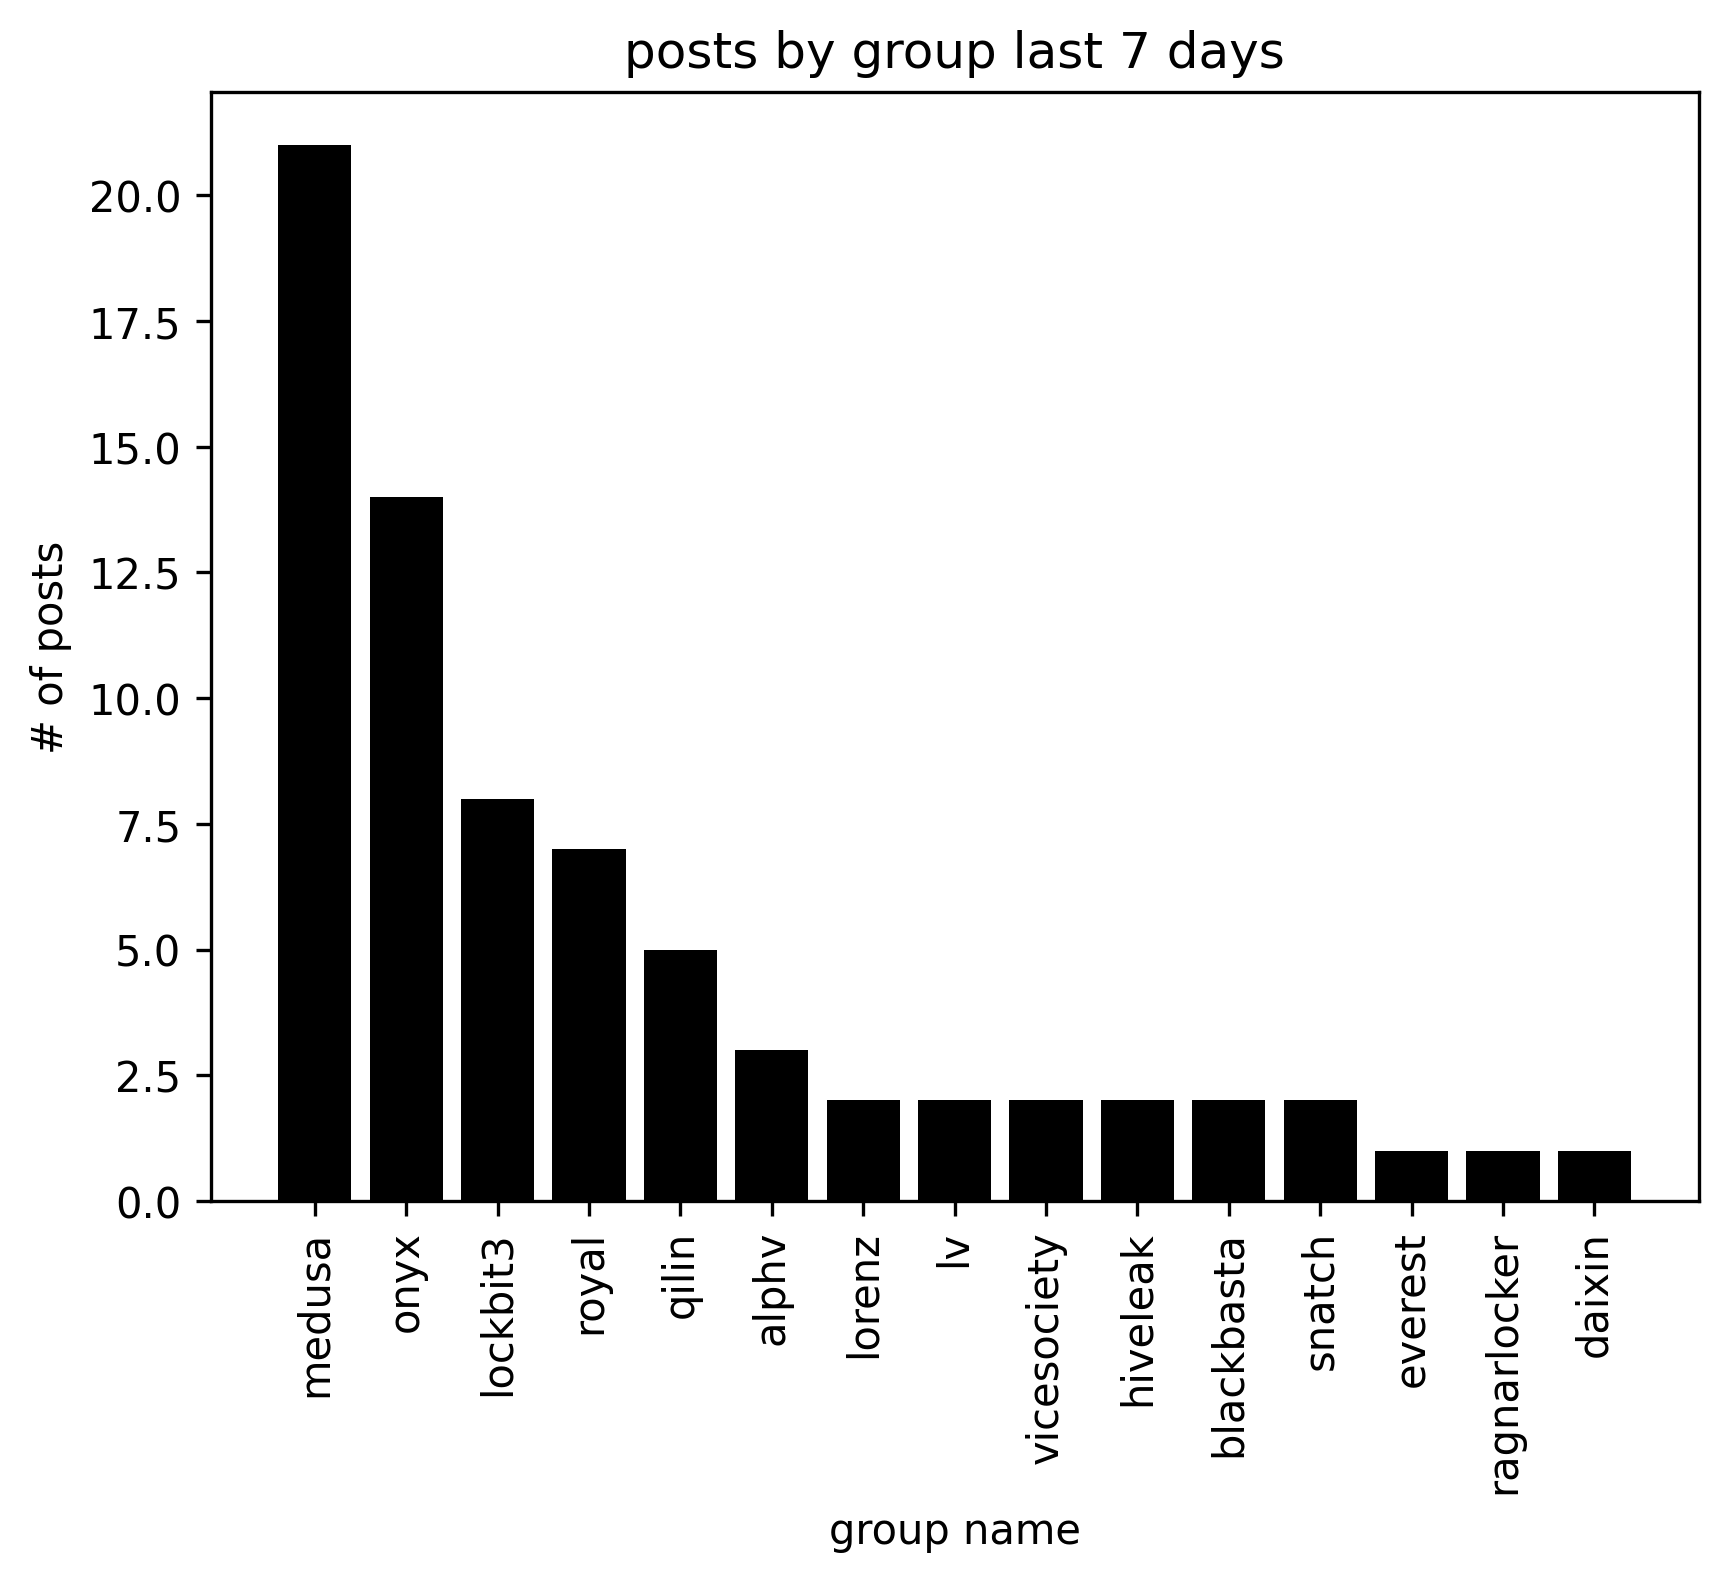 posts by group last 7 days
# of posts
20.0
17.5
15.0
12.5
10.0
7.5
5.0
2.5
0.0
medusa
onyx
lockbit3
royal
qilin
alphv
lorenz
lv
vicesociety
hiveleak
blackbasta
snatch
everest
ragnarlocker
daixin
group name